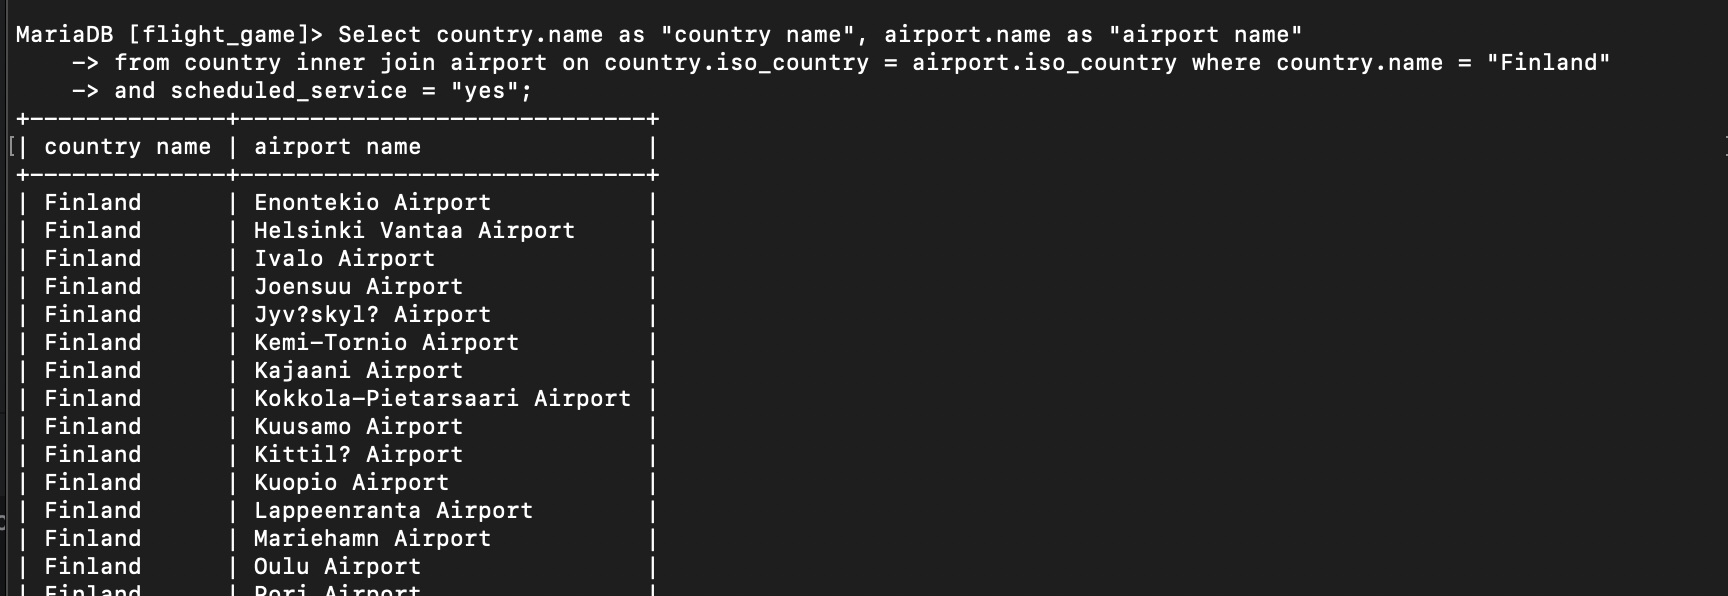 MariaDB [flight_game]> Select country.name as "country name", airport.name as "airport name"
    -> from country inner join airport on country.iso_country = airport.iso_country where country.name = "Finland"
    -> and scheduled_service = "yes";
+--------------+-----------------------------+
| country name | airport name                |
+--------------+-----------------------------+
| Finland      | Enontekio Airport           |
| Finland      | Helsinki Vantaa Airport     |
| Finland      | Ivalo Airport               |
| Finland      | Joensuu Airport             |
| Finland      | Jyv?skyl? Airport           |
| Finland      | Kemi-Tornio Airport         |
| Finland      | Kajaani Airport             |
| Finland      | Kokkola-Pietarsaari Airport |
| Finland      | Kuusamo Airport             |
| Finland      | Kittil? Airport             |
| Finland      | Kuopio Airport              |
| Finland      | Lappeenranta Airport        |
| Finland      | Mariehamn Airport           |
| Finland      | Oulu Airport                |
| Finland      | Pori Airport                |